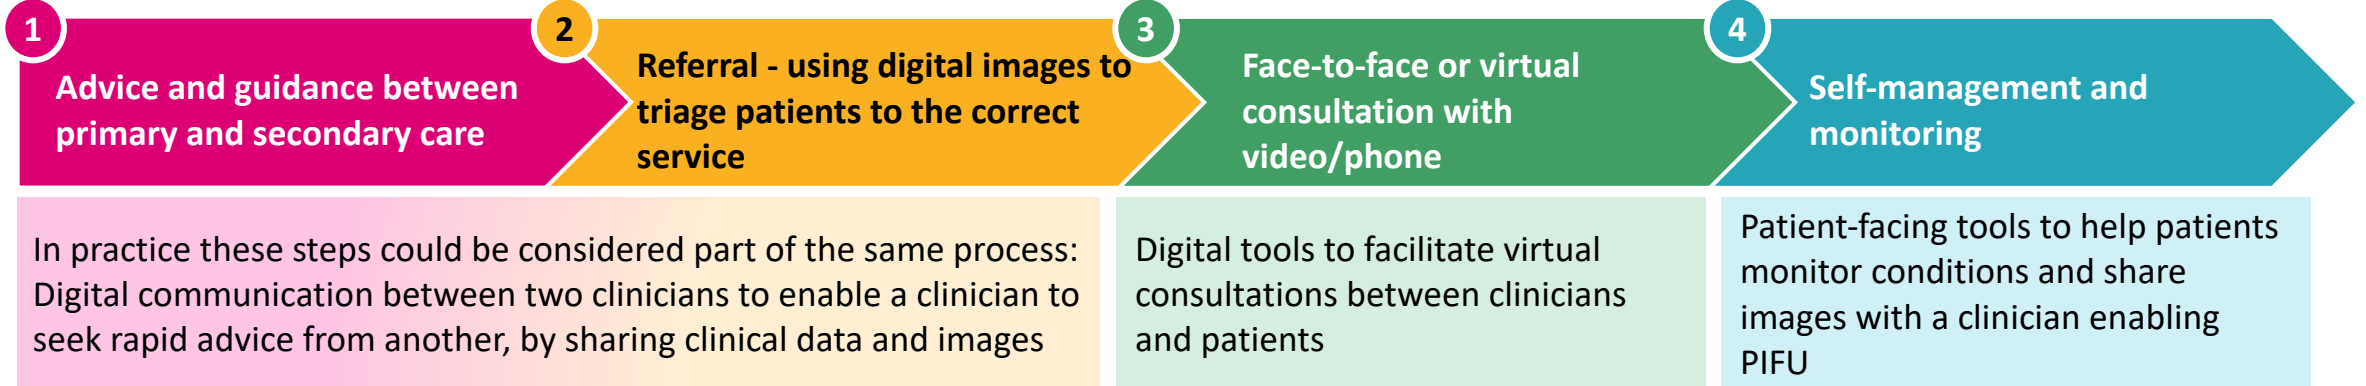 1
Advice and guidance between
primary and secondary care
2
Referral - using digital images to
triage patients to the correct
service
3
Face-to-face or virtual
consultation with
video/phone
4
Self-management and
monitoring
In practice these steps could be considered part of the same process:
Digital communication between two clinicians to enable a clinician to
seek rapid advice from another, by sharing clinical data and images
Digital tools to facilitate virtual
consultations between clinicians
and patients
Patient-facing tools to help patients
monitor conditions and share
images with a clinician enabling
PIFU